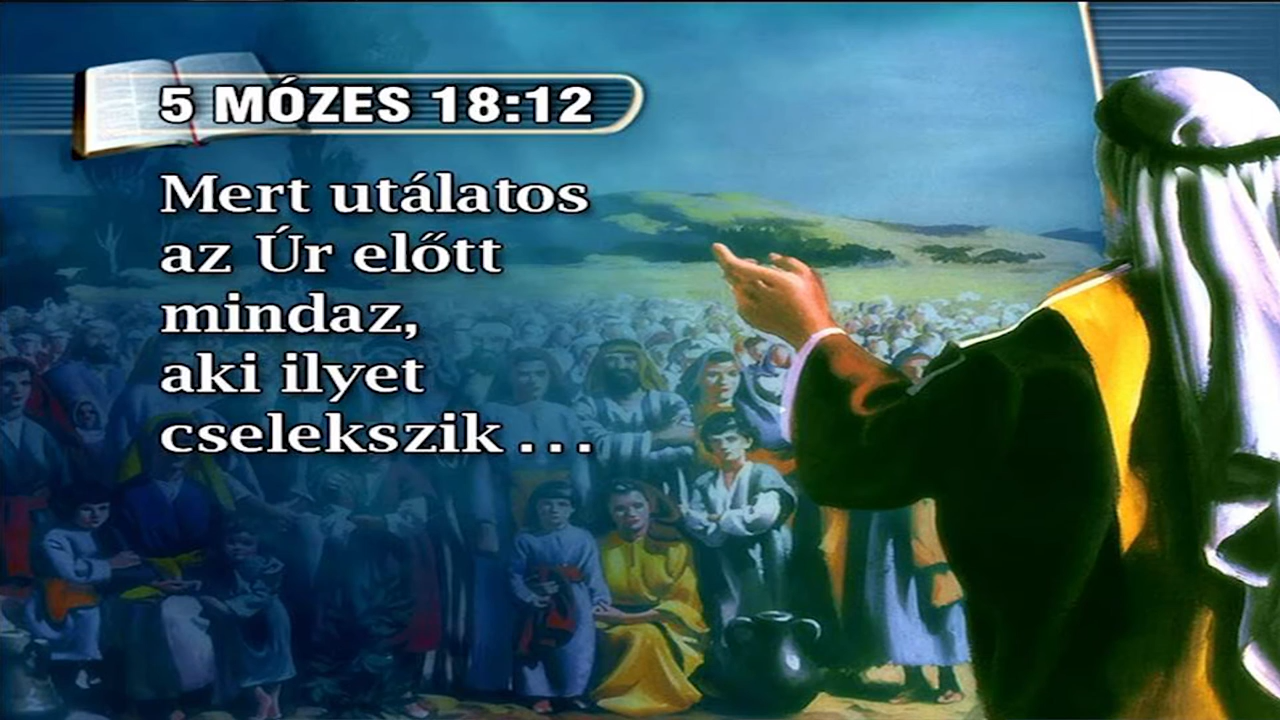 5 MÓZES 18:12
Mert utálatos
az Úr előtt
mindaz,
aki ilyet
cselekszik . . .